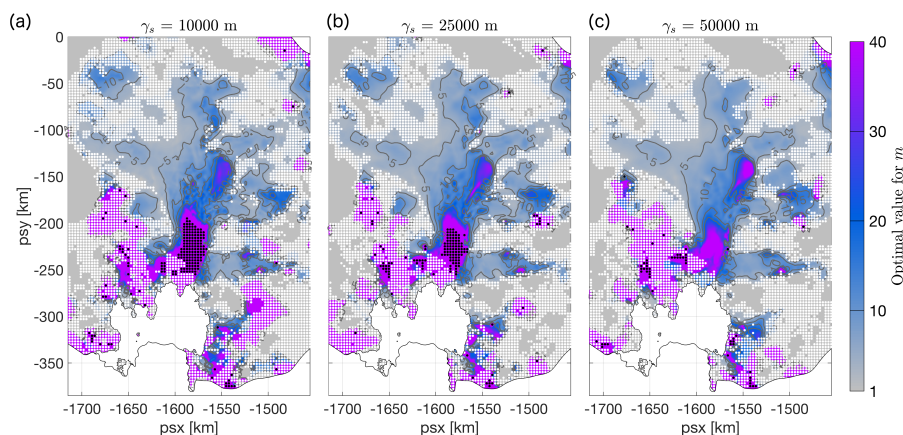 (a) γs = 10000 m (b) γs = 25000 m (c) γs = 50000 m
0
-50
-100
-150
-200
-250
-300
-350
psy [km]
-1700 -1650 -1600 -1550 -1500
psx [km]
-1700 -1650 -1600 -1550 -1500
psx [km]
-1700 -1650 -1600 -1550 -1500
psx [km]
40
30
20
10
1
Optimal value for m